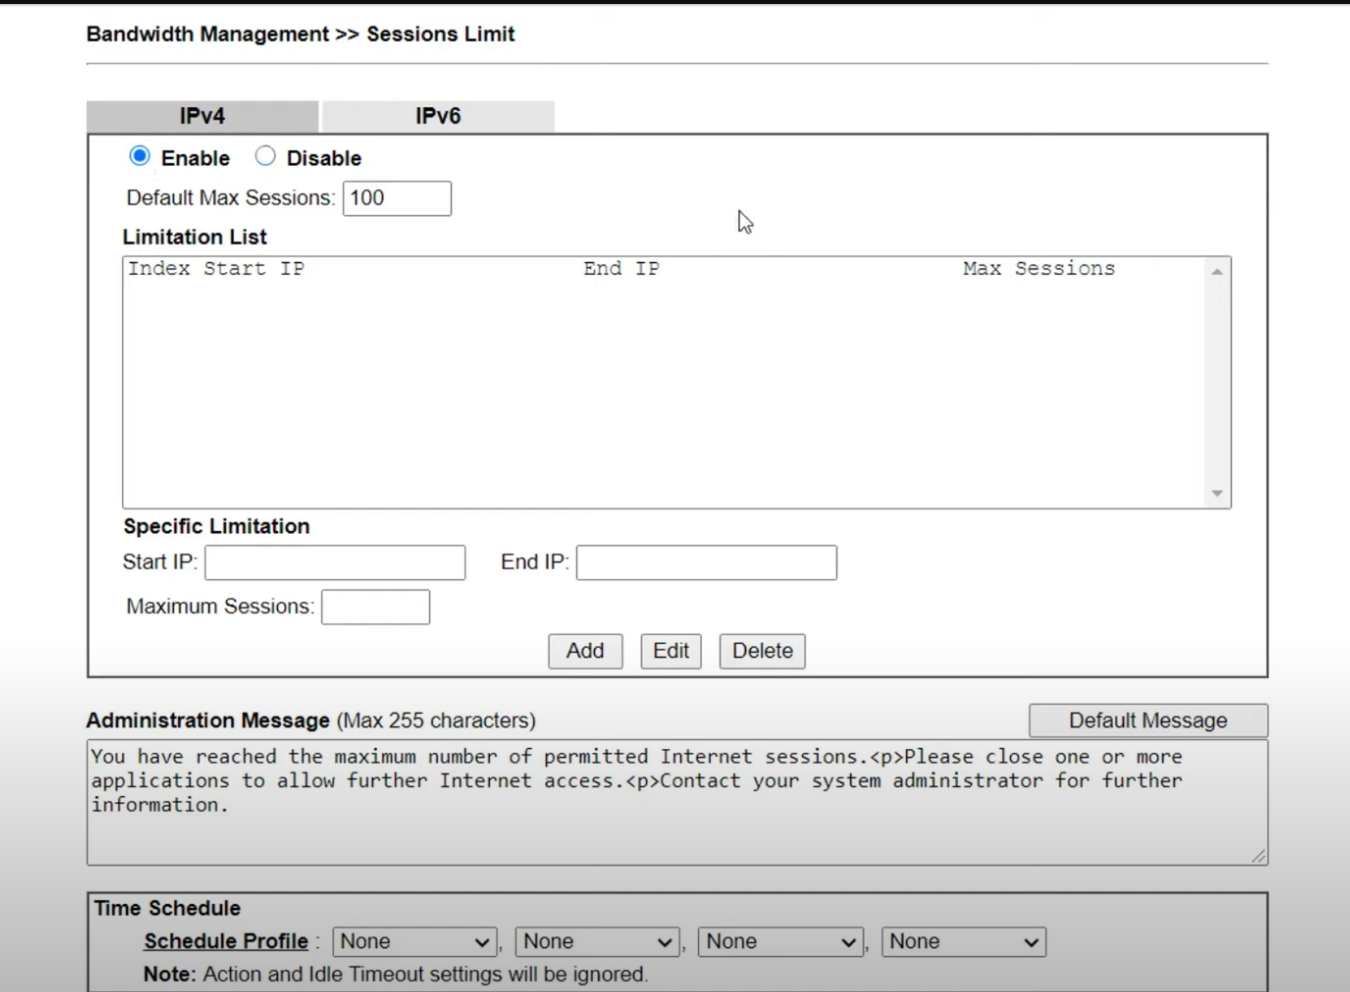 Bandwidth Management >> Sessions Limit
IPv4 IPv6
Enable Disable
Default Max Sessions: 100
Limitation List
Index Start IP End IP Max Sessions
Specific Limitation
Start IP: End IP:
Maximum Sessions:
Add Edit Delete
Administration Message (Max 255 characters) Default Message
You have reached the maximum number of permitted Internet sessions.<p>Please close one or more
applications to allow further Internet access.<p>Contact your system administrator for further
information.
Time Schedule
Schedule Profile : None , None , None , None
Note: Action and Idle Timeout settings will be ignored.